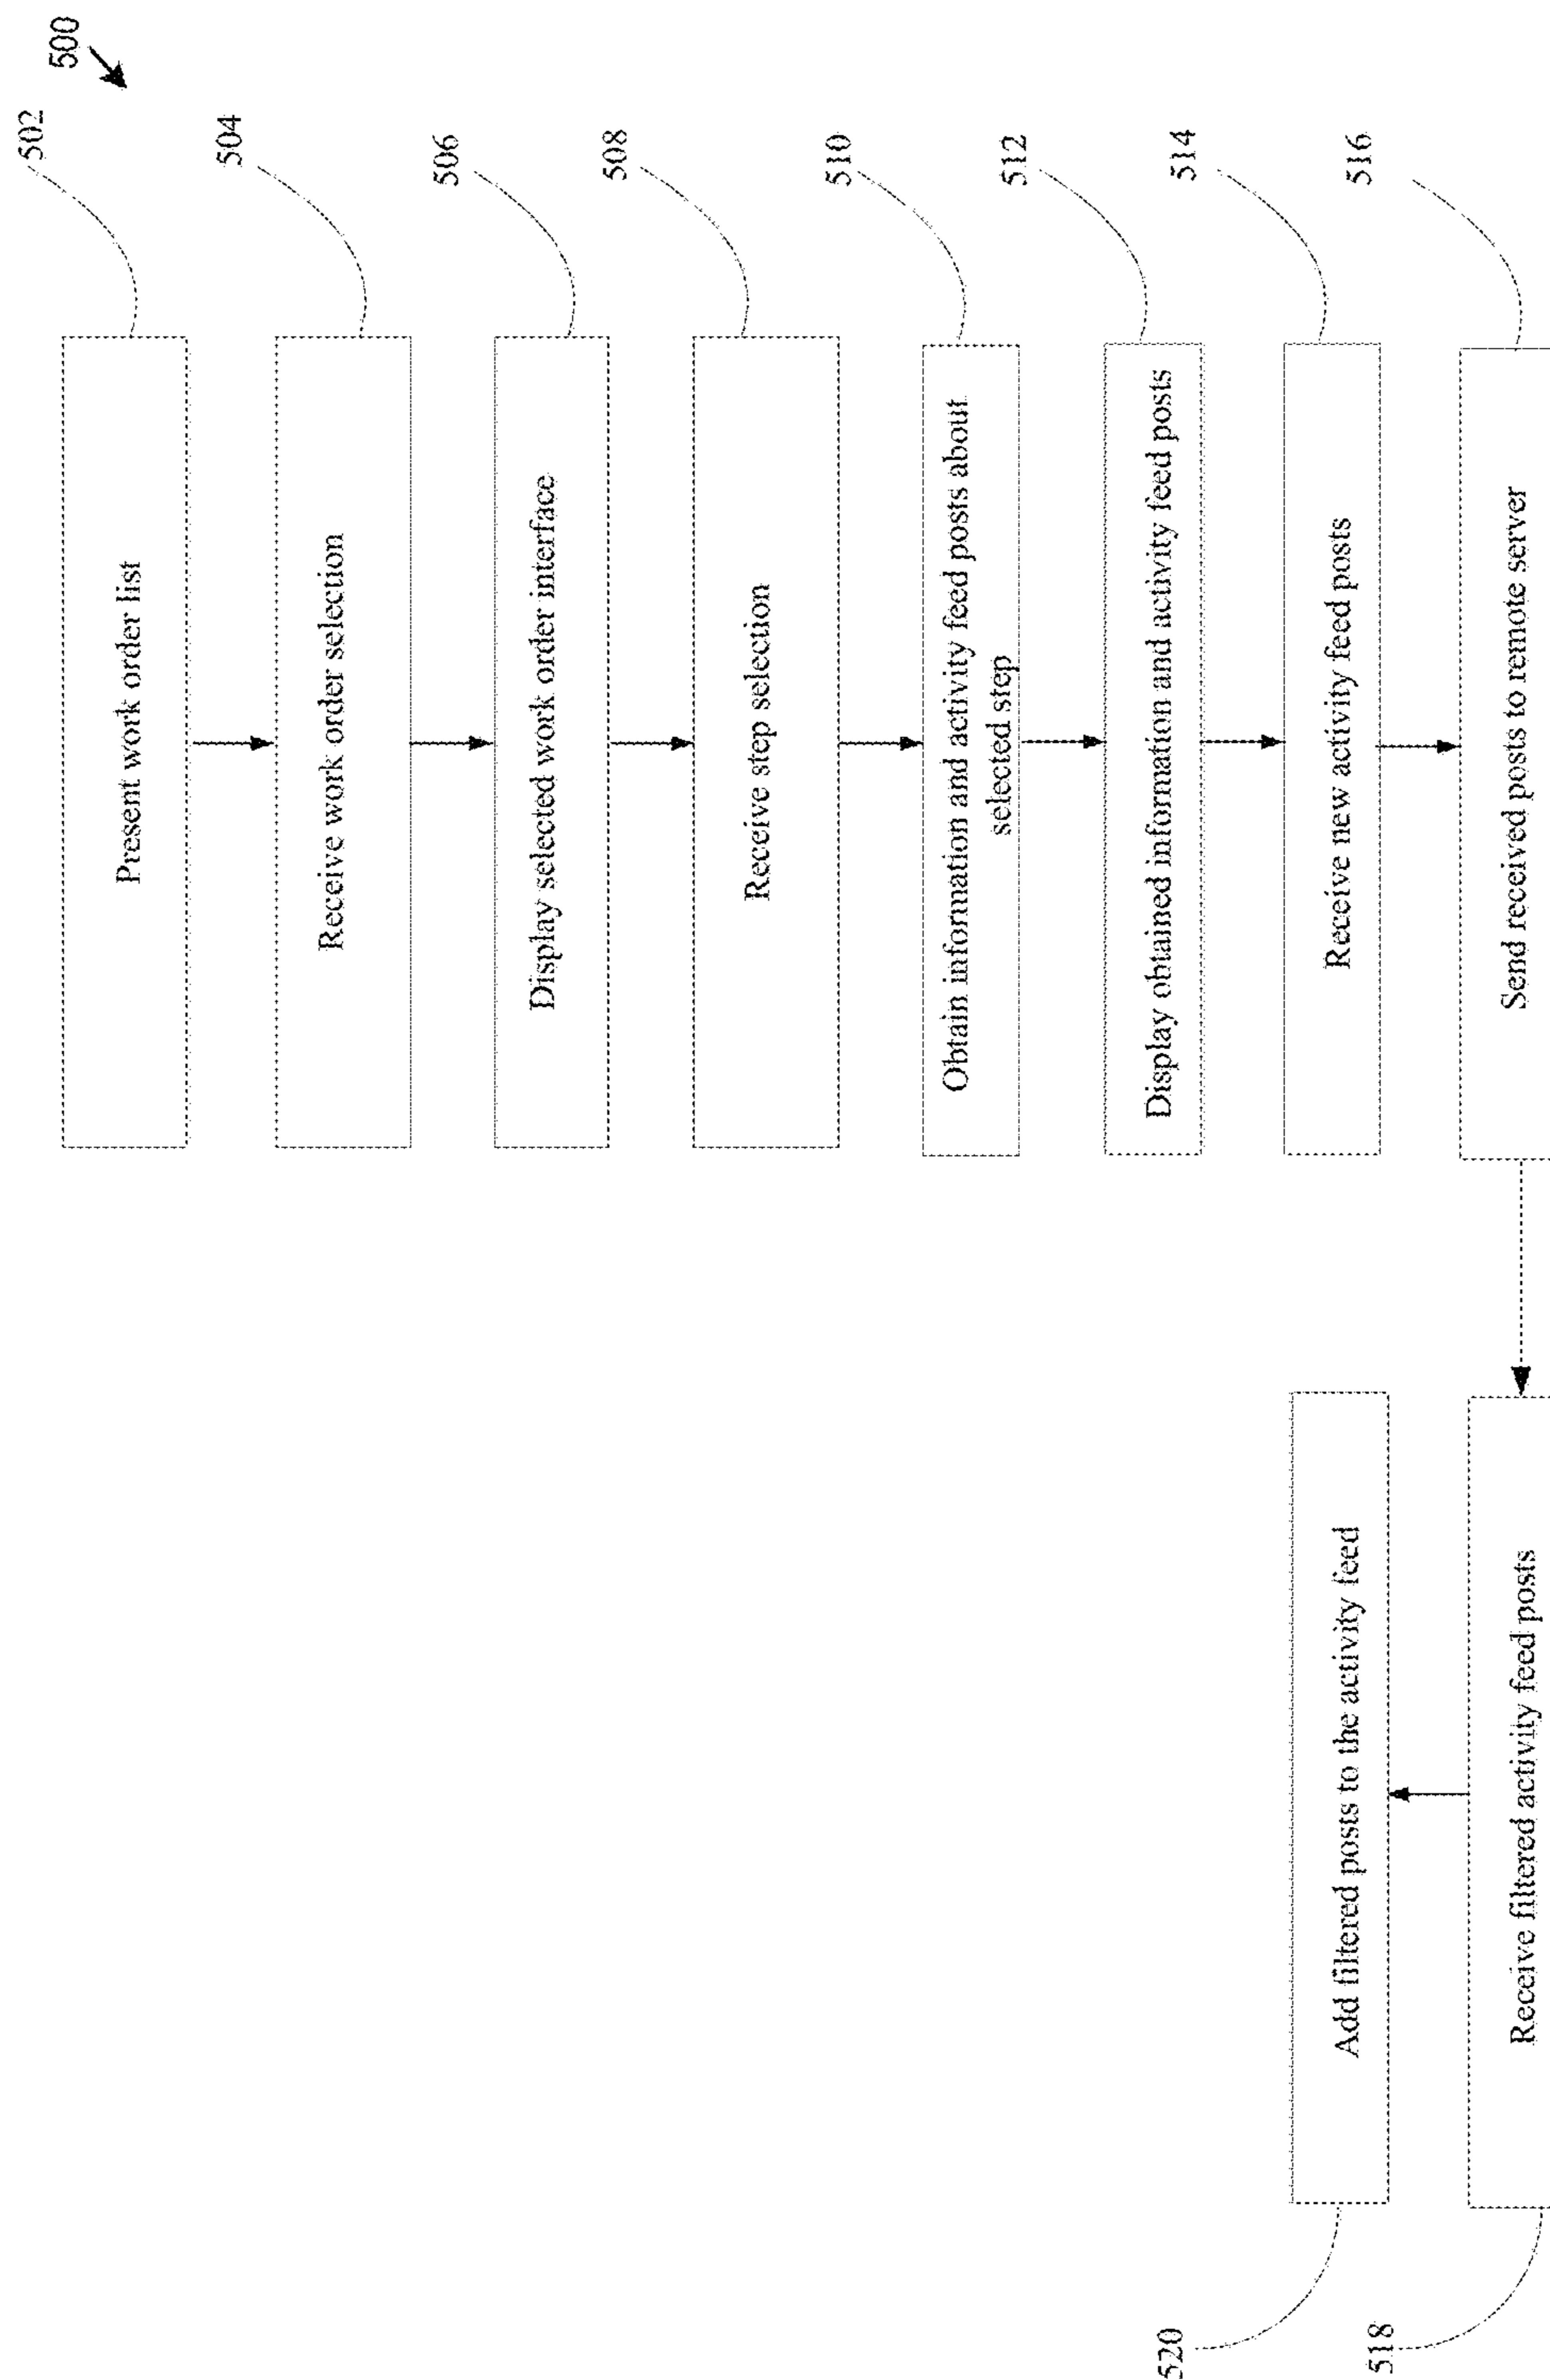 500
502
Present work order list
504
Receive work order selection
506
Display selected work order interface
508
Receive step selection
510
Obtain information and activity feed posts about
selected step
512
Display obtained information and activity feed posts
514
Receive new activity feed posts
516
Send received posts to remote server
518
Receive filtered activity feed posts
520
Add filtered posts to the activity feed